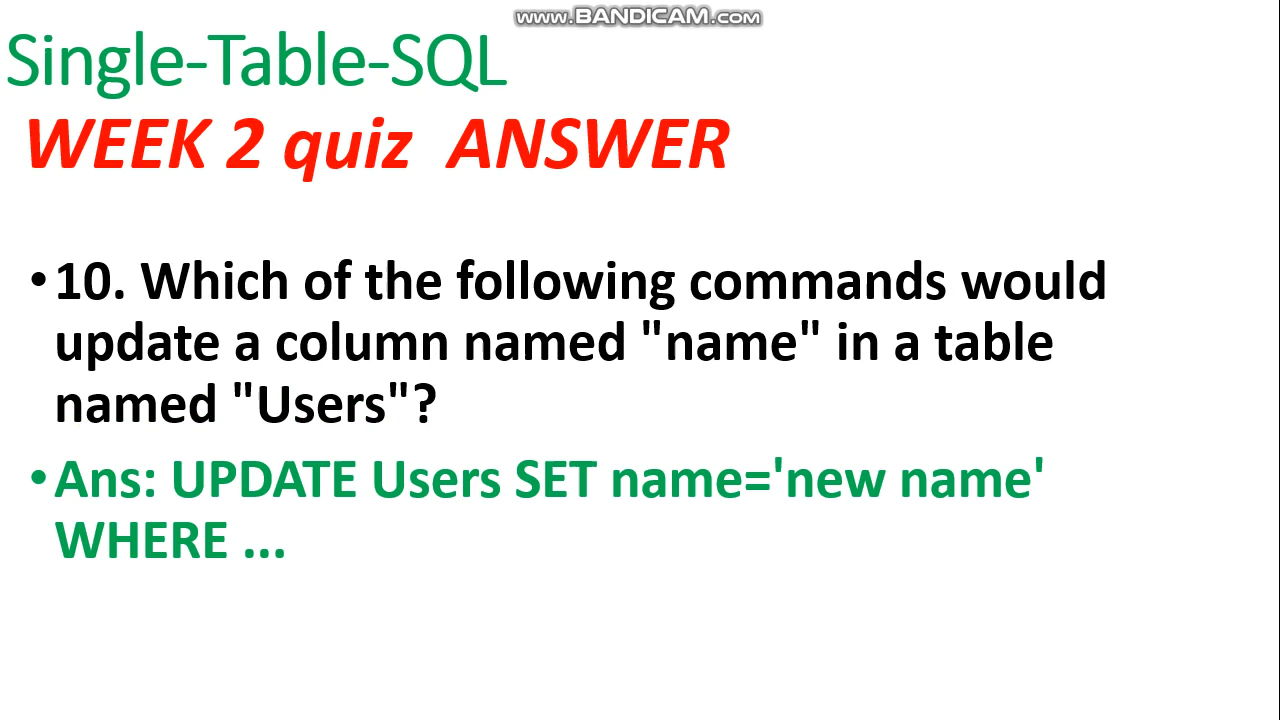 www.BANDICAM.com
Single-Table-SQL
WEEK 2 quiz ANSWER
•10. Which of the following commands would
update a column named "name" in a table
named "Users"?
•Ans: UPDATE Users SET name='new name'
WHERE ...